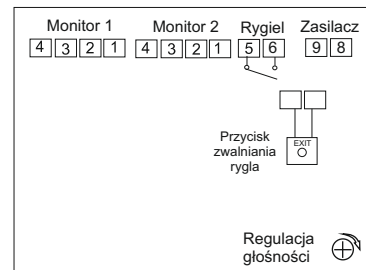 Monitor 1 Monitor 2 Rygiel Zasilacz
4 3 2 1 4 3 2 1 5 6 9 8
Przycisk
zwalniania
rygla
EXIT
Regulacja
głośności